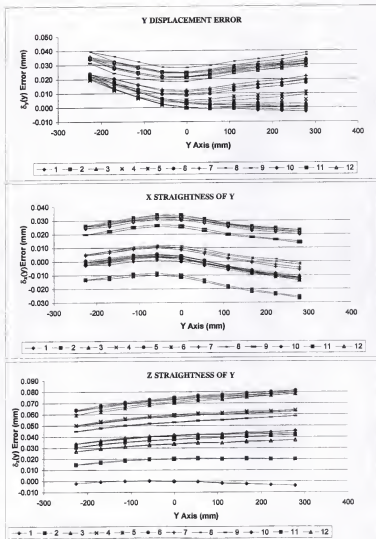 Y DISPLACEMENT ERROR
δy(y) Error (mm)
0.050
0.040
0.030
0.020
0.010
0.000
-0.010
-300 -200 -100 0 100 200 300 400
Y Axis (mm)
1 2 3 4 5 6 7 8 9 10 11 12
X STRAIGHTNESS OF Y
δx(y) Error (mm)
0.040
0.030
0.020
0.010
0.000
-0.010
-0.020
-0.030
-300 -200 -100 0 100 200 300 400
Y Axis (mm)
1 2 3 4 5 6 7 8 9 10 11 12
Z STRAIGHTNESS OF Y
δz(y) Error (mm)
0.090
0.080
0.070
0.060
0.050
0.040
0.030
0.020
0.010
0.000
-0.010
-300 -200 -100 0 100 200 300 400
Y Axis (mm)
1 2 3 4 5 6 7 8 9 10 11 12